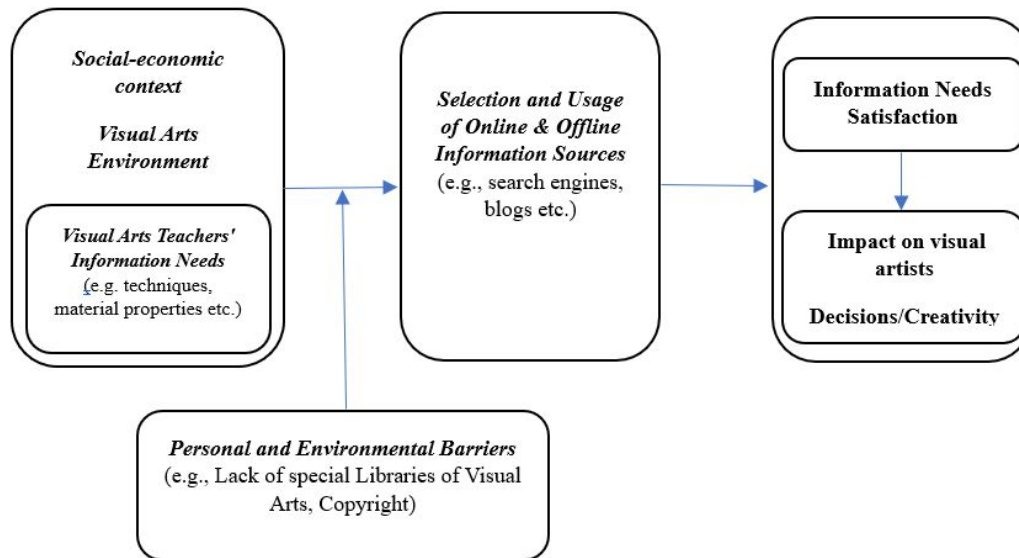 Social-economic
context
Visual Arts
Environment
Visual Arts Teachers'
Information Needs
(e.g. techniques,
material properties etc.)
Selection and Usage
of Online & Offline
Information Sources
(e.g., search engines,
blogs etc.)
Information Needs
Satisfaction
Impact on visual
artists
Decisions/Creativity
Personal and Environmental Barriers
(e.g., Lack of special Libraries of Visual
Arts, Copyright)